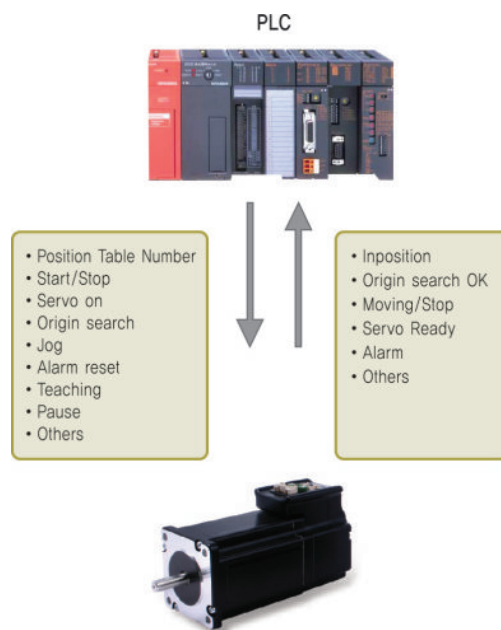 PLC
• Position Table Number
• Start/Stop
• Servo on
• Origin search
• Jog
• Alarm reset
• Teaching
• Pause
• Others
• Inposition
• Origin search OK
• Moving/Stop
• Servo Ready
• Alarm
• Others